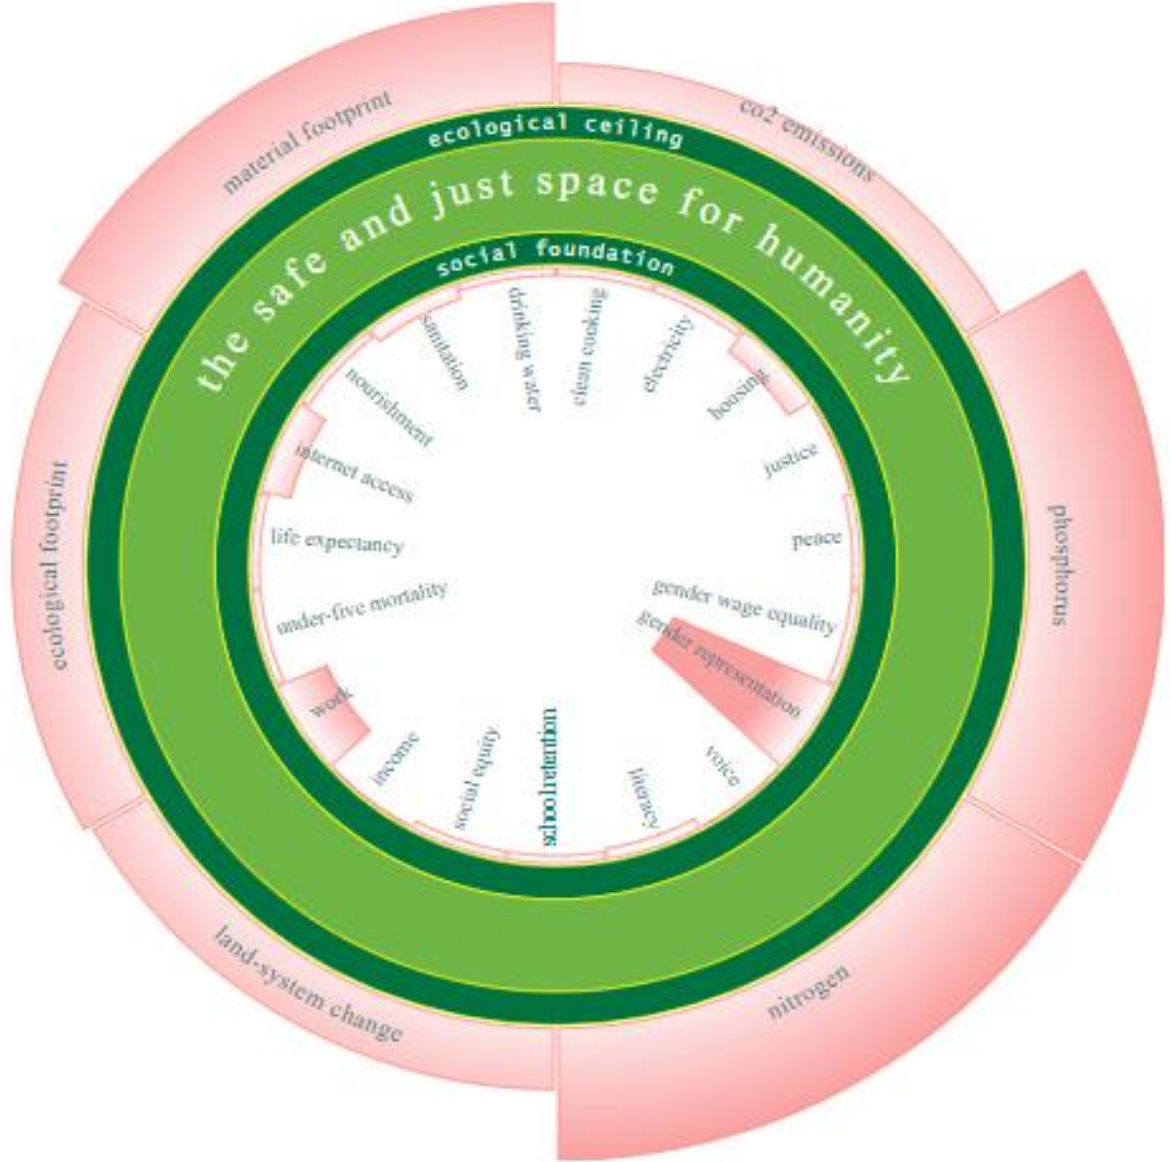 material footprint
co2 emissions
ecological ceiling
the safe and just space for humanity
social foundation
drinking water
clean cooking
sanitation
electricity
nourishment
housing
internet access
justice
life expectancy
peace
under-five mortality
gender wage equality
gender representation
work
voice
income
social equity
school retention
literacy
ecological footprint
phosphorus
land-system change
nitrogen